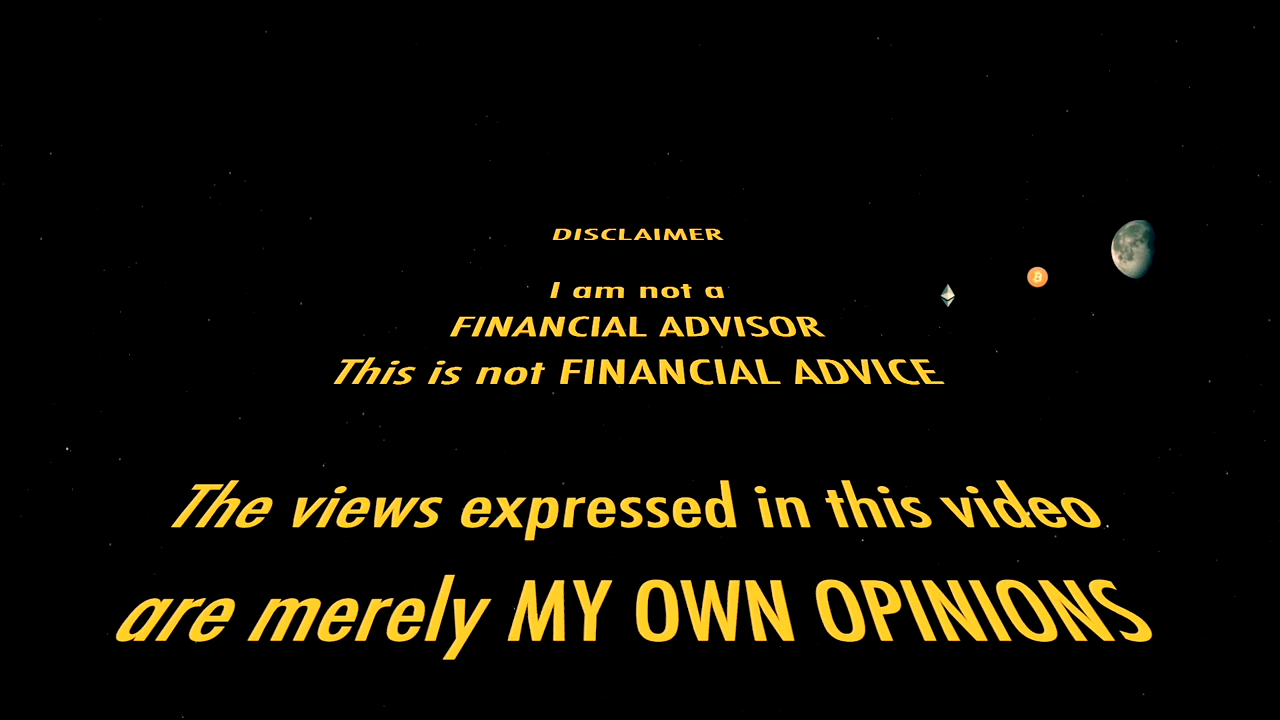 DISCLAIMER
I am not a
FINANCIAL ADVISOR
This is not FINANCIAL ADVICE
The views expressed in this video
are merely MY OWN OPINIONS